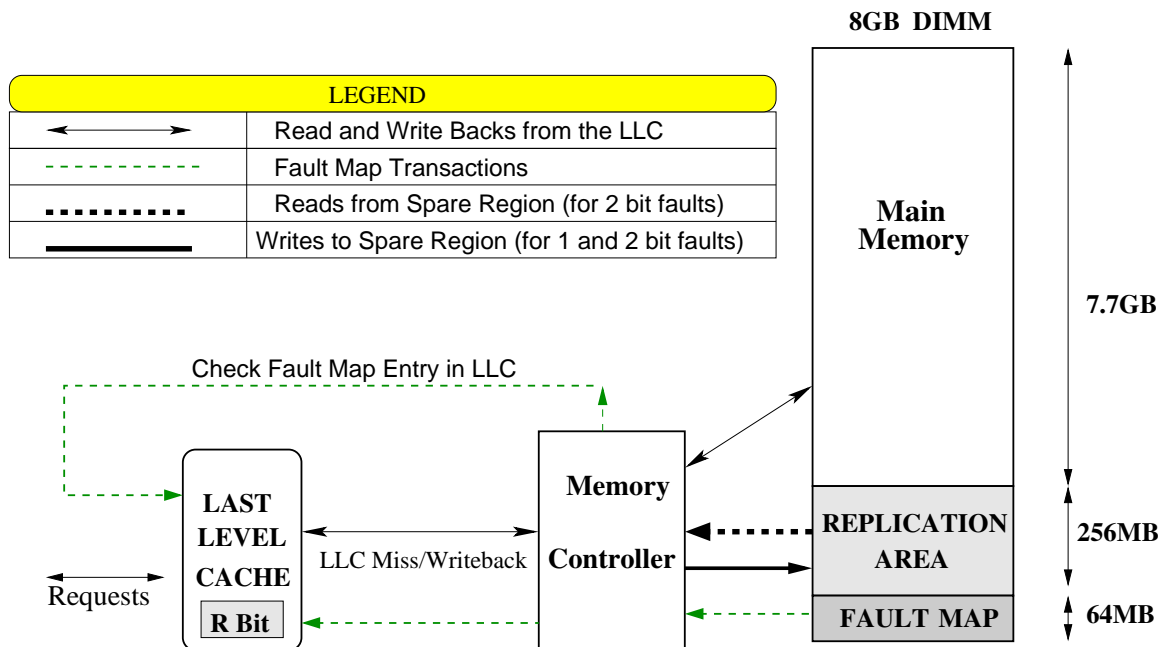 8GB DIMM
LEGEND
Read and Write Backs from the LLC
Fault Map Transactions
Reads from Spare Region (for 2 bit faults)
Writes to Spare Region (for 1 and 2 bit faults)
Main
Memory
7.7GB
Check Fault Map Entry in LLC
LAST
LEVEL
CACHE
R Bit
Requests
LLC Miss/Writeback
Memory
Controller
REPLICATION
AREA
256MB
FAULT MAP
64MB